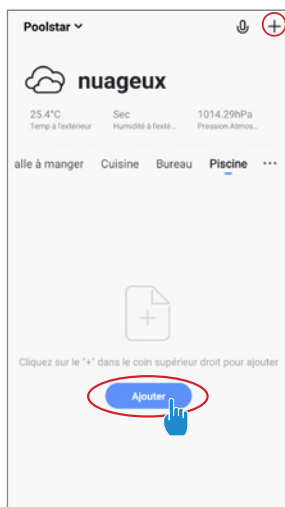 Poolstar
nuageux
25.4°C Sec 1014.29hPa
Temp à l'extérieur Humidité à l'exté... Pression Atmos...
alle à manger Cuisine Bureau Piscine ...
Cliquez sur le "+" dans le coin supérieur droit pour ajouter
Ajouter